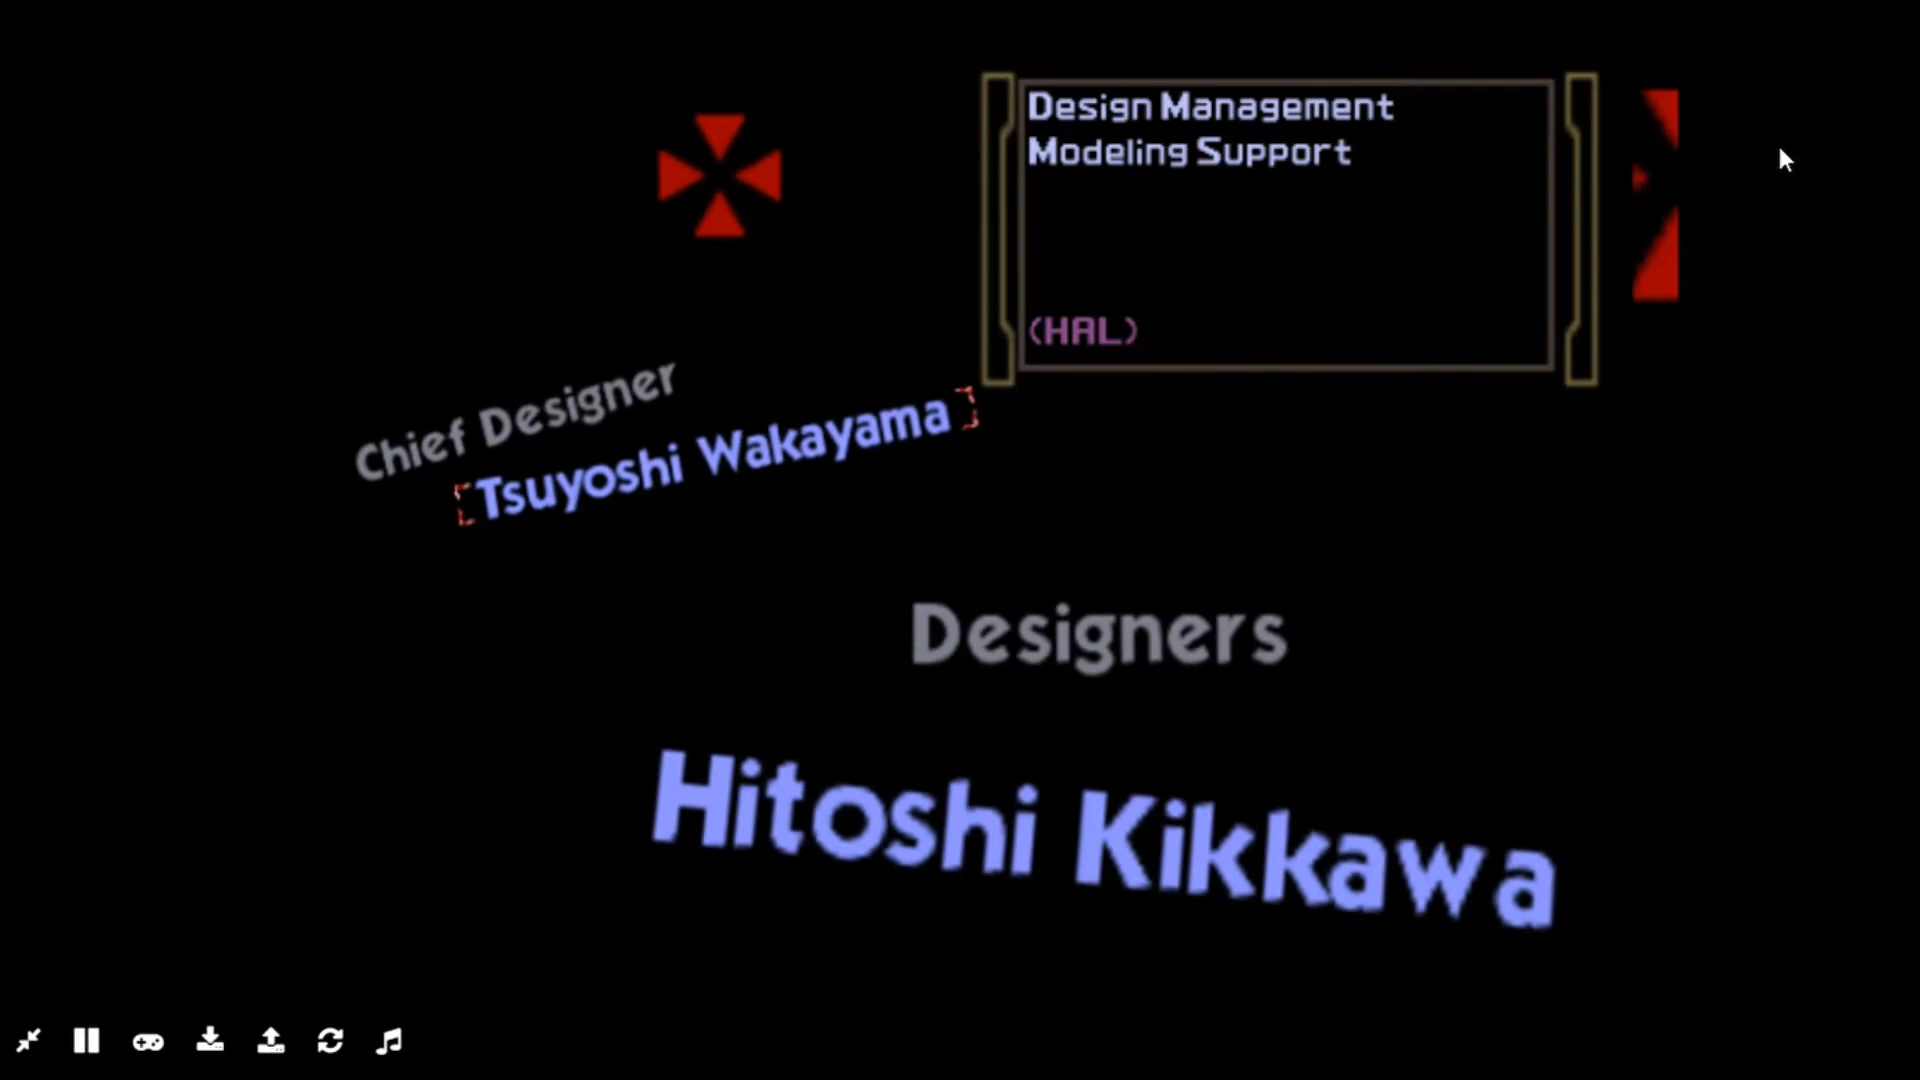 Design Management
Modeling Support
(HAL)
Chief Designer
Tsuyoshi Wakayama
Designers
Hitoshi Kikkawa